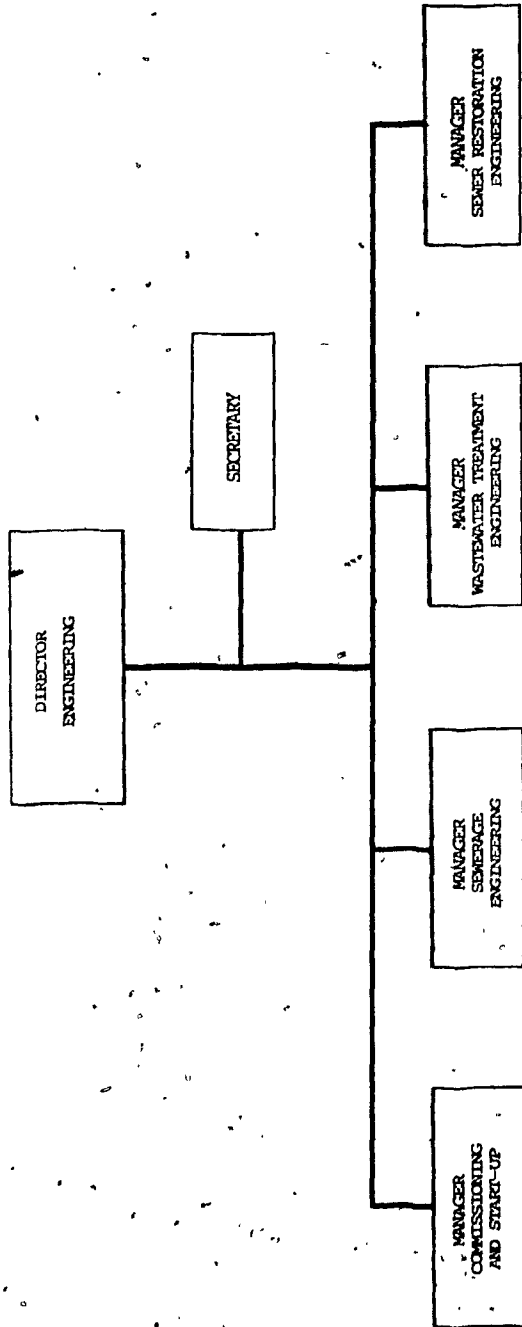 DIRECTOR
ENGINEERING
SECRETARY
MANAGER
COMMISSIONING
AND START-UP
MANAGER
SEWERAGE
ENGINEERING
MANAGER
WASTEWATER TREATMENT
ENGINEERING
MANAGER
SEWER RESTORATION
ENGINEERING